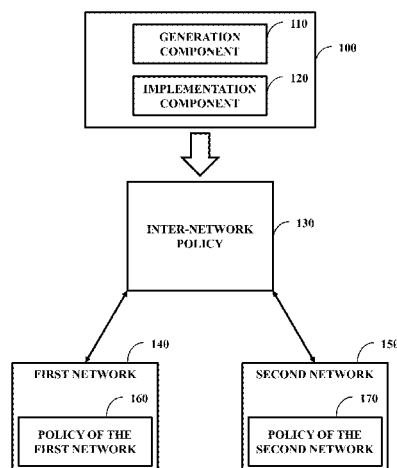 110
GENERATION
COMPONENT
100
120
IMPLEMENTATION
COMPONENT
130
INTER-NETWORK
POLICY
140
150
FIRST NETWORK
SECOND NETWORK
160
170
POLICY OF THE
FIRST NETWORK
POLICY OF THE
SECOND NETWORK